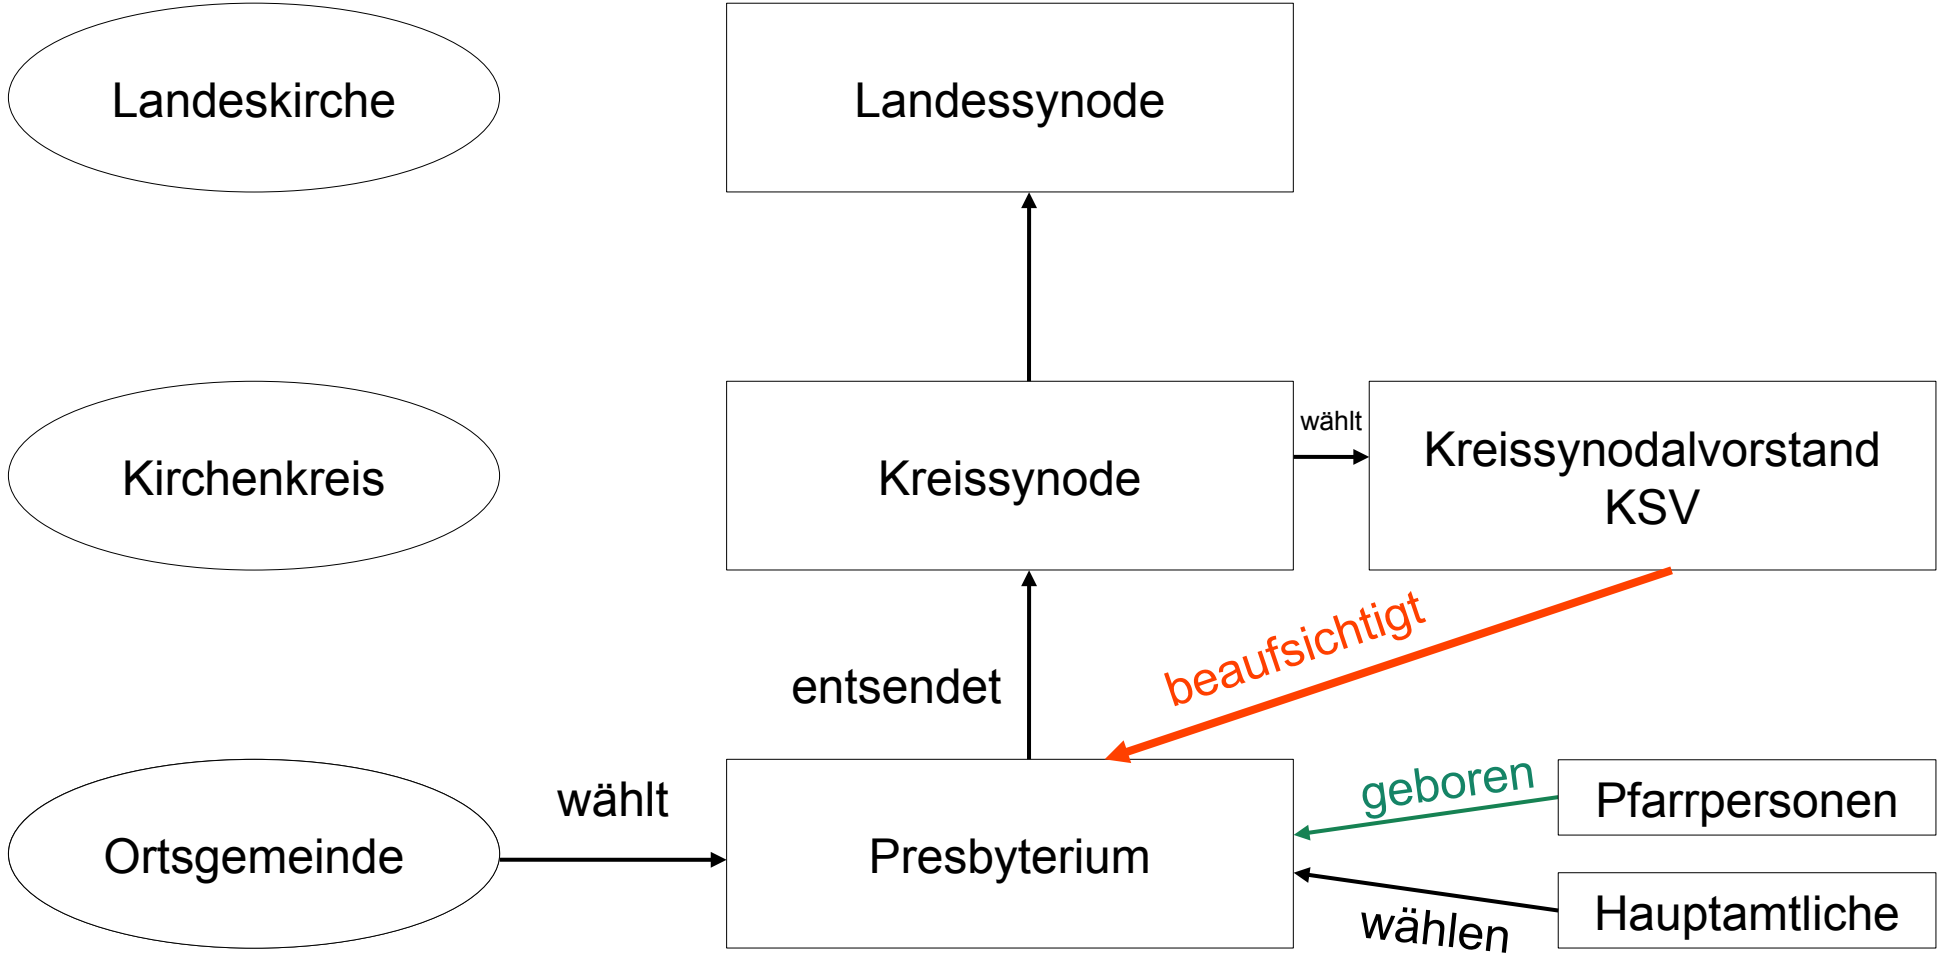 Landeskirche
Landessynode
Kirchenkreis
Kreissynode
wählt
Kreissynodalvorstand
KSV
entsendet
beaufsichtigt
Ortsgemeinde
wählt
Presbyterium
geboren
Pfarrpersonen
wählen
Hauptamtliche